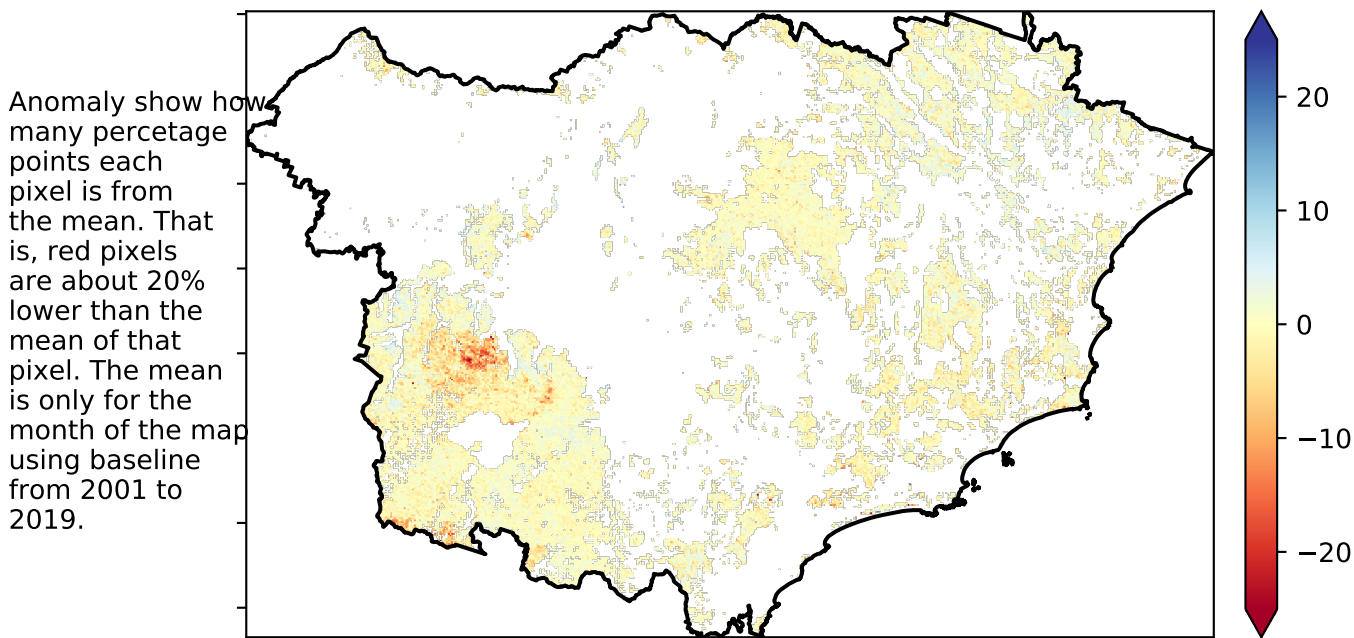 Anomaly show how
many percetage
points each
pixel is from
the mean. That
is, red pixels
are about 20%
lower than the
mean of that
pixel. The mean
is only for the
month of the map
using baseline
from 2001 to
2019.
20
10
0
−10
−20